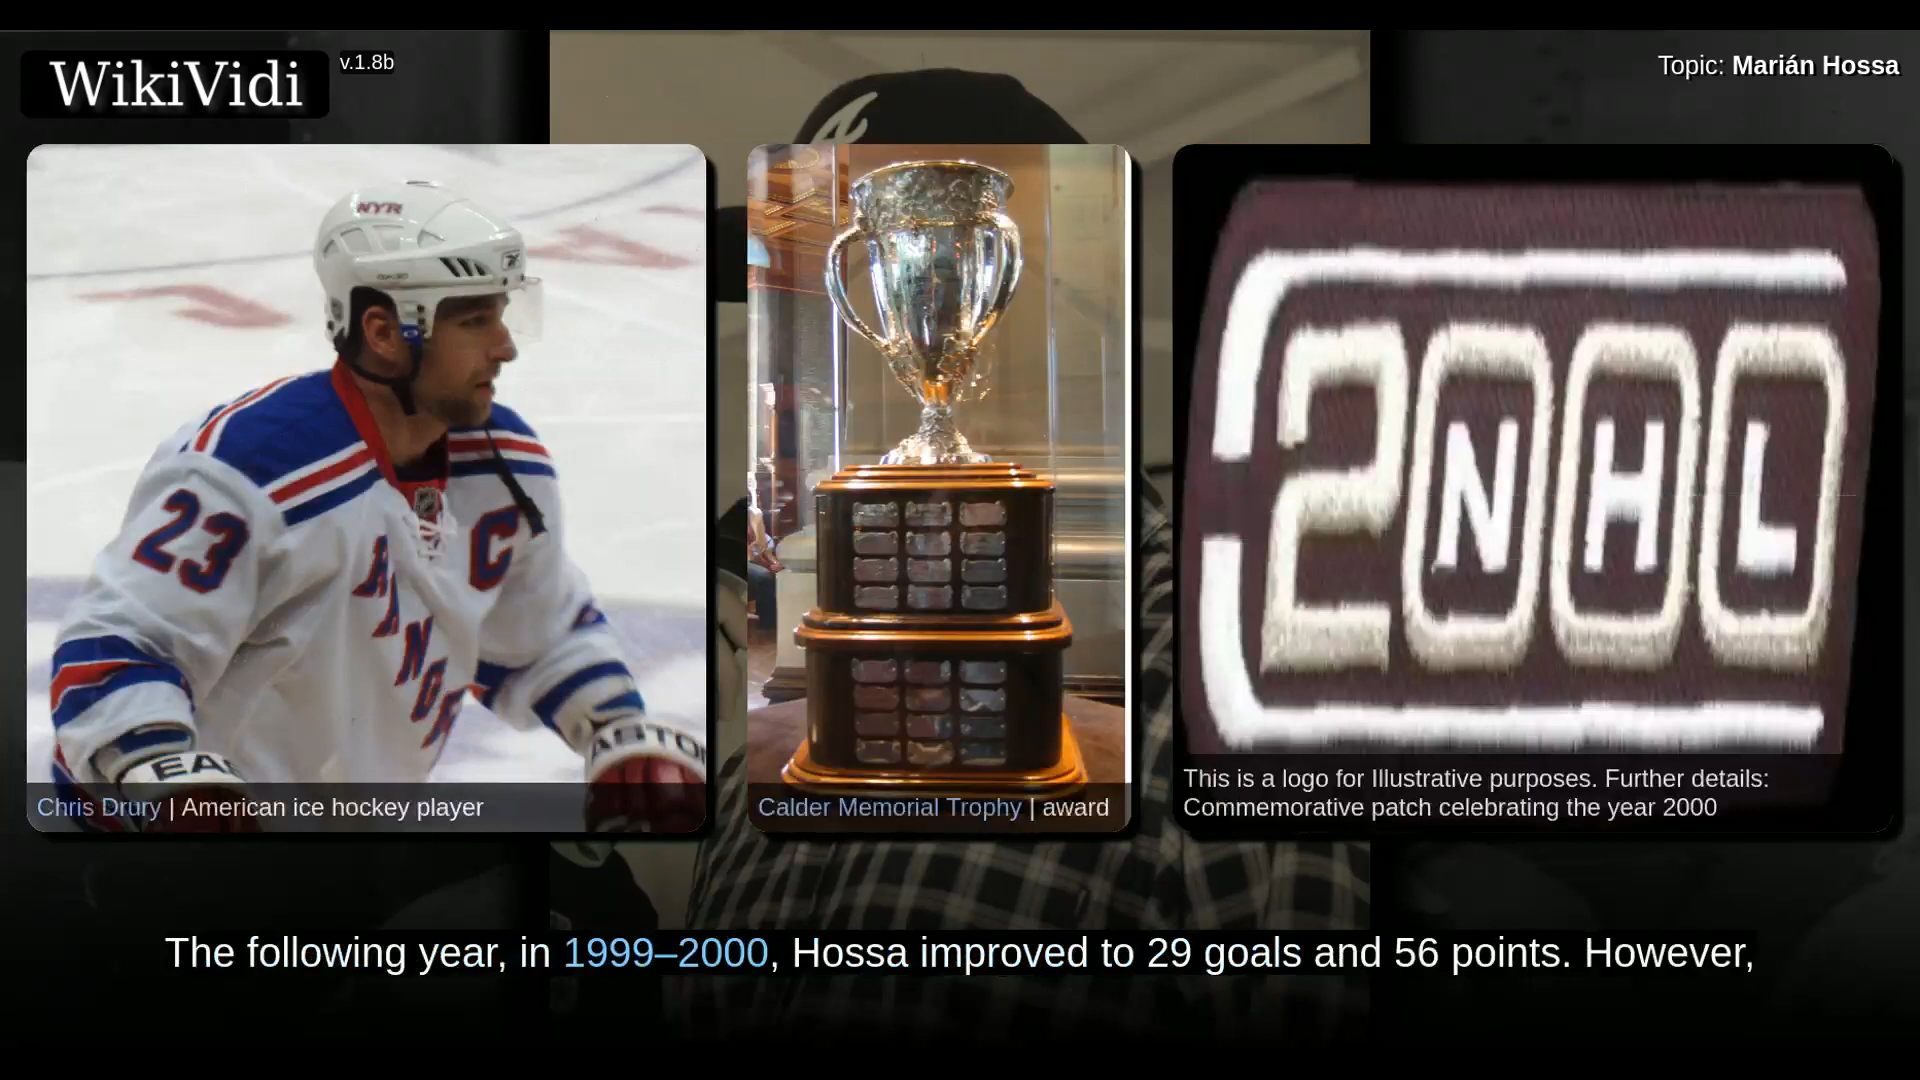 WikiVidi
v.1.8b
Topic: Marián Hossa
NYR
23
C
Chris Drury | American ice hockey player
Calder Memorial Trophy | award
2000
NHL
This is a logo for Illustrative purposes. Further details:
Commemorative patch celebrating the year 2000
The following year, in 1999–2000, Hossa improved to 29 goals and 56 points. However,